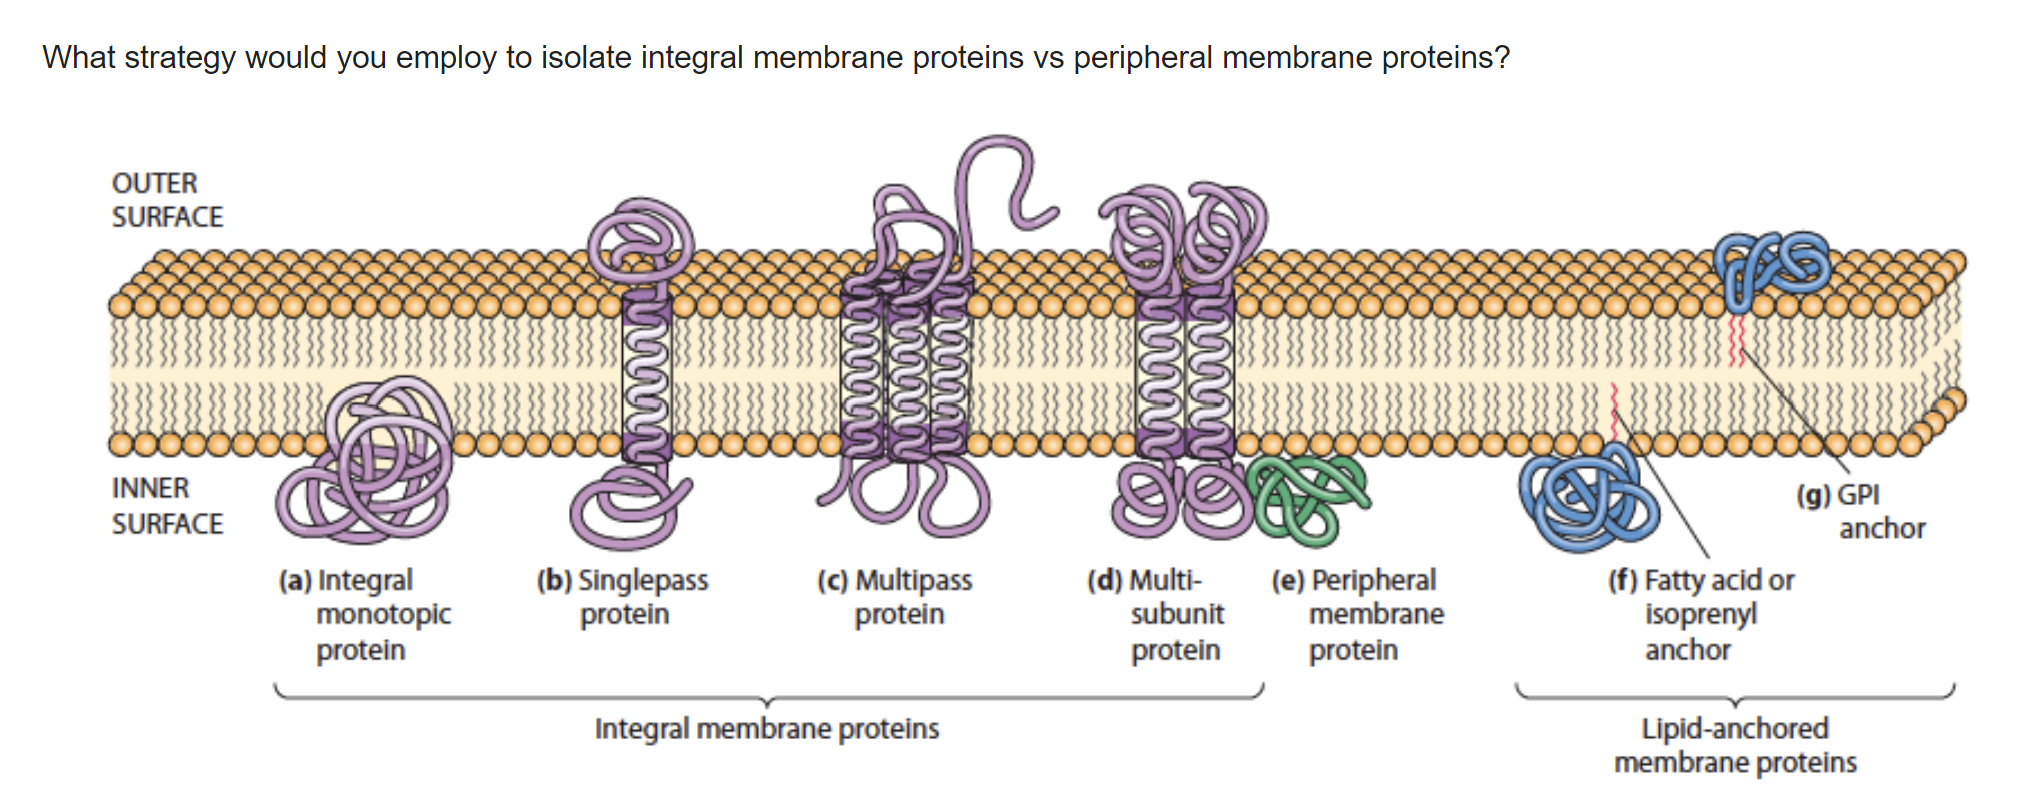 What strategy would you employ to isolate integral membrane proteins vs peripheral membrane proteins?
OUTER
SURFACE
INNER
SURFACE
(a) Integral
monotopic
protein
(b) Singlepass
protein
(c) Multipass
protein
(d) Multi-
subunit
protein
(e) Peripheral
membrane
protein
(f) Fatty acid or
isoprenyl
anchor
(g) GPI
anchor
Integral membrane proteins
Lipid-anchored
membrane proteins